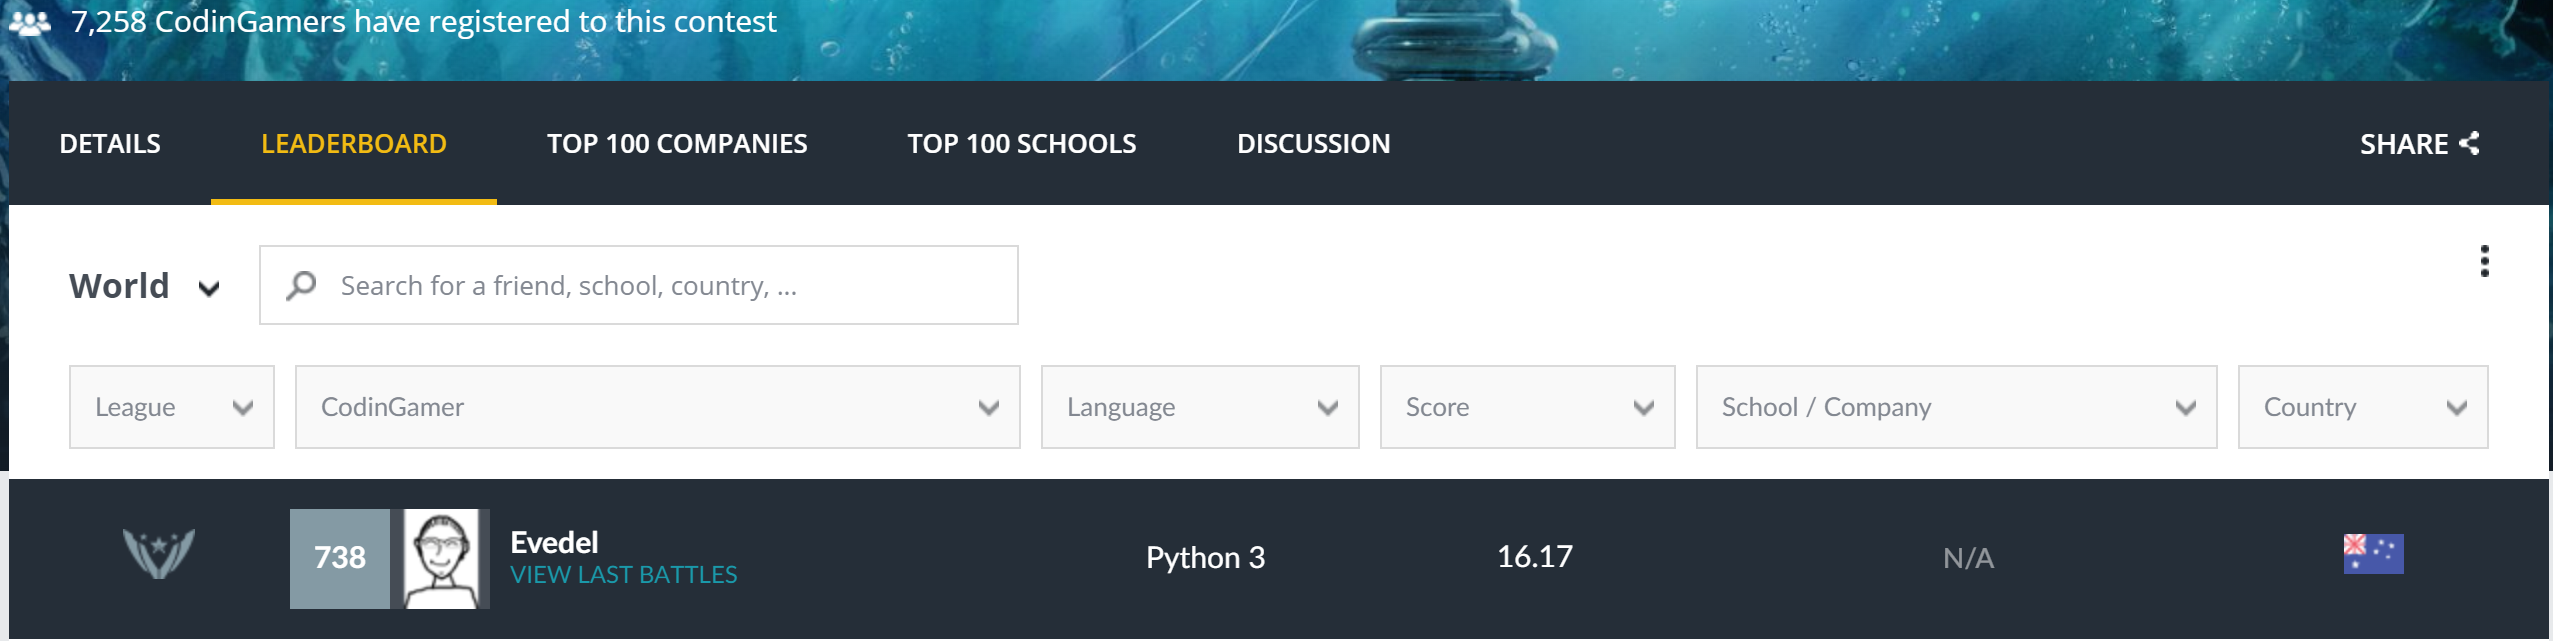 7,258 CodinGamers have registered to this contest
DETAILS LEADERBOARD TOP 100 COMPANIES TOP 100 SCHOOLS DISCUSSION SHARE
World Search for a friend, school, country, ...
League CodinGamer Language Score School / Company Country
738 Evedel Python 3 16.17 N/A
VIEW LAST BATTLES